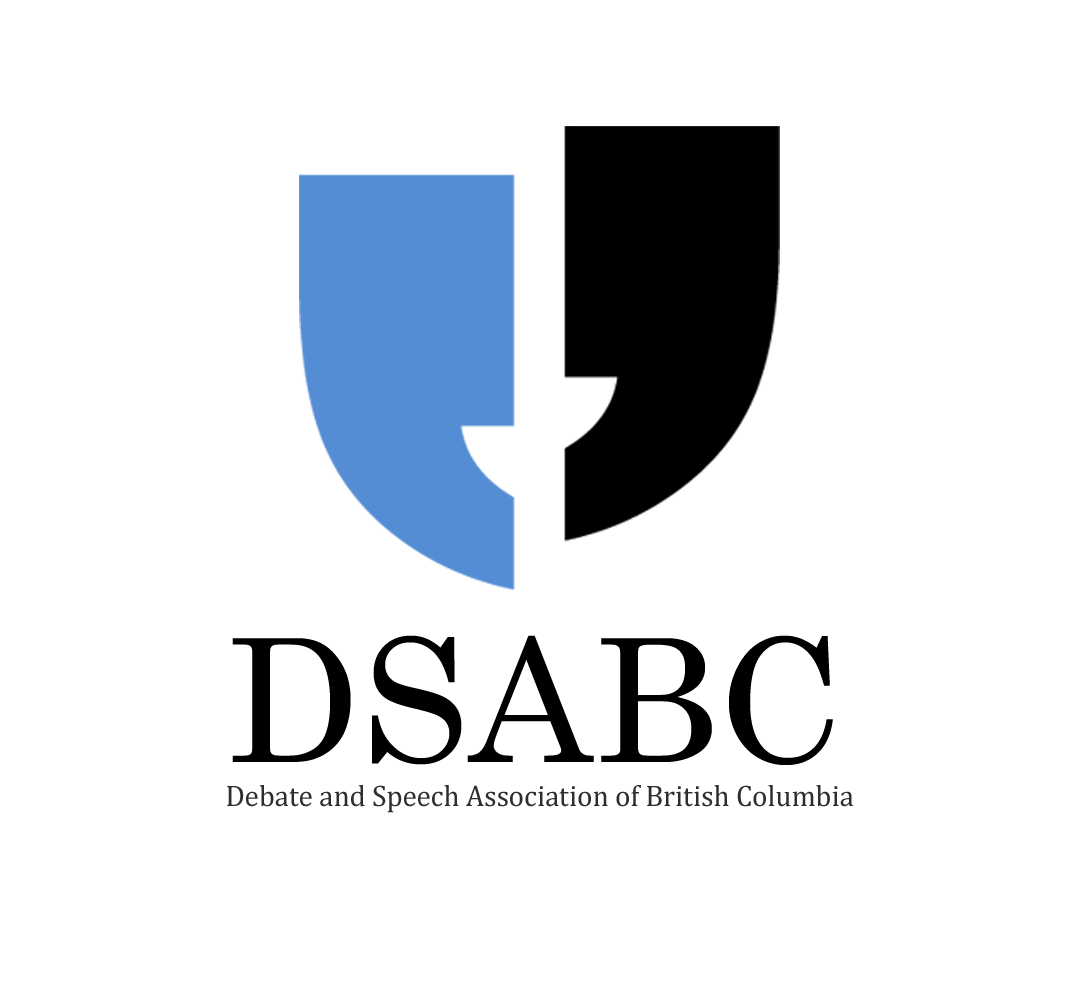 DSABC
Debate and Speech Association of British Columbia